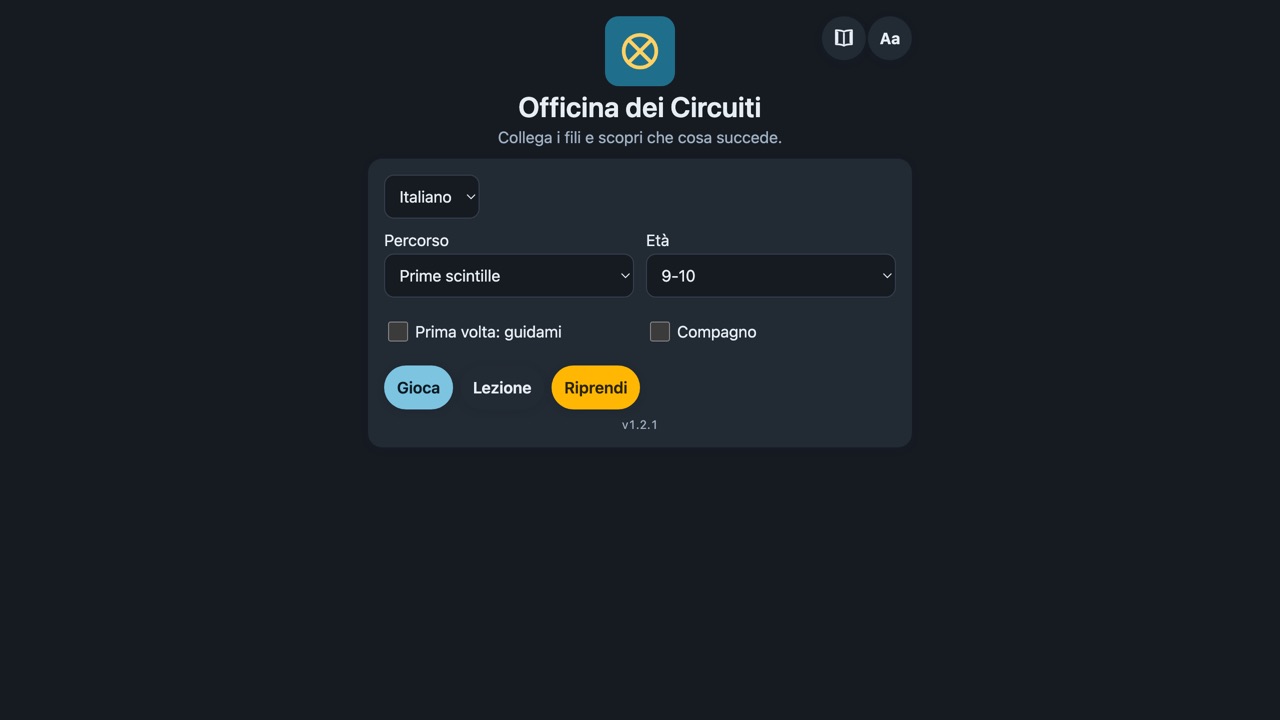 Aa
Officina dei Circuiti
Collega i fili e scopri che cosa succede.
Italiano
Percorso
Età
Prime scintille
9-10
Prima volta: guidami
Compagno
Gioca
Lezione
Riprendi
v1.2.1